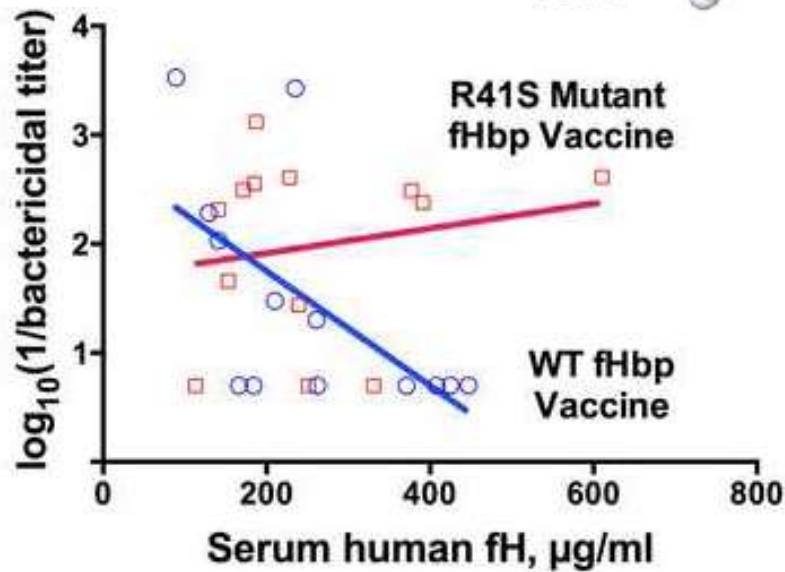 4
3
2
1
0
200
400
600
800
log10(1/bactericidal titer)
R41S Mutant
fHbp Vaccine
WT fHbp
Vaccine
Serum human fH, µg/ml